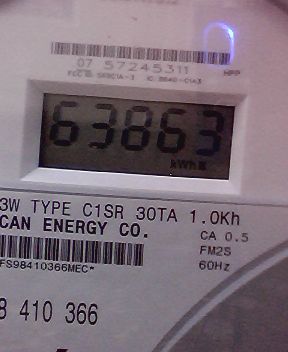 07 57245311
HPP
63863
kWh
3W TYPE C1SR 30TA 1.0Kh
CAN ENERGY CO.
CA 0.5
FM2S
60Hz
FS98410366MEC*
8 410 366